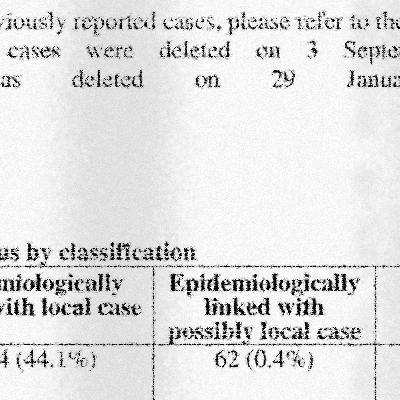 viously reported cases, please refer to the
cases were deleted on 3 Septe
as deleted on 29 Janua
us by classification
miologically Epidemiologically
with local case linked with
possibly local case
4 (44.1%) 62 (0.4%)